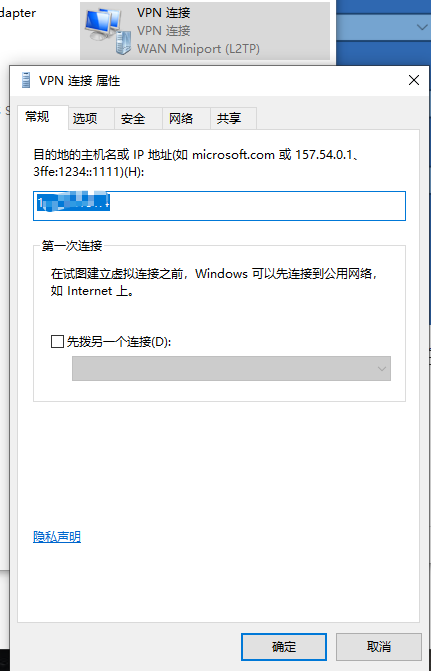 dapter
VPN 连接
VPN 连接
WAN Miniport (L2TP)
VPN 连接 属性
常规 选项 安全 网络 共享
目的地的主机名或 IP 地址(如 microsoft.com 或 157.54.0.1、
3ffe:1234::1111)(H):
第一次连接
在试图建立虚拟连接之前，Windows 可以先连接到公用网络，
如 Internet 上。
先拨另一个连接(D):
隐私声明
确定 取消